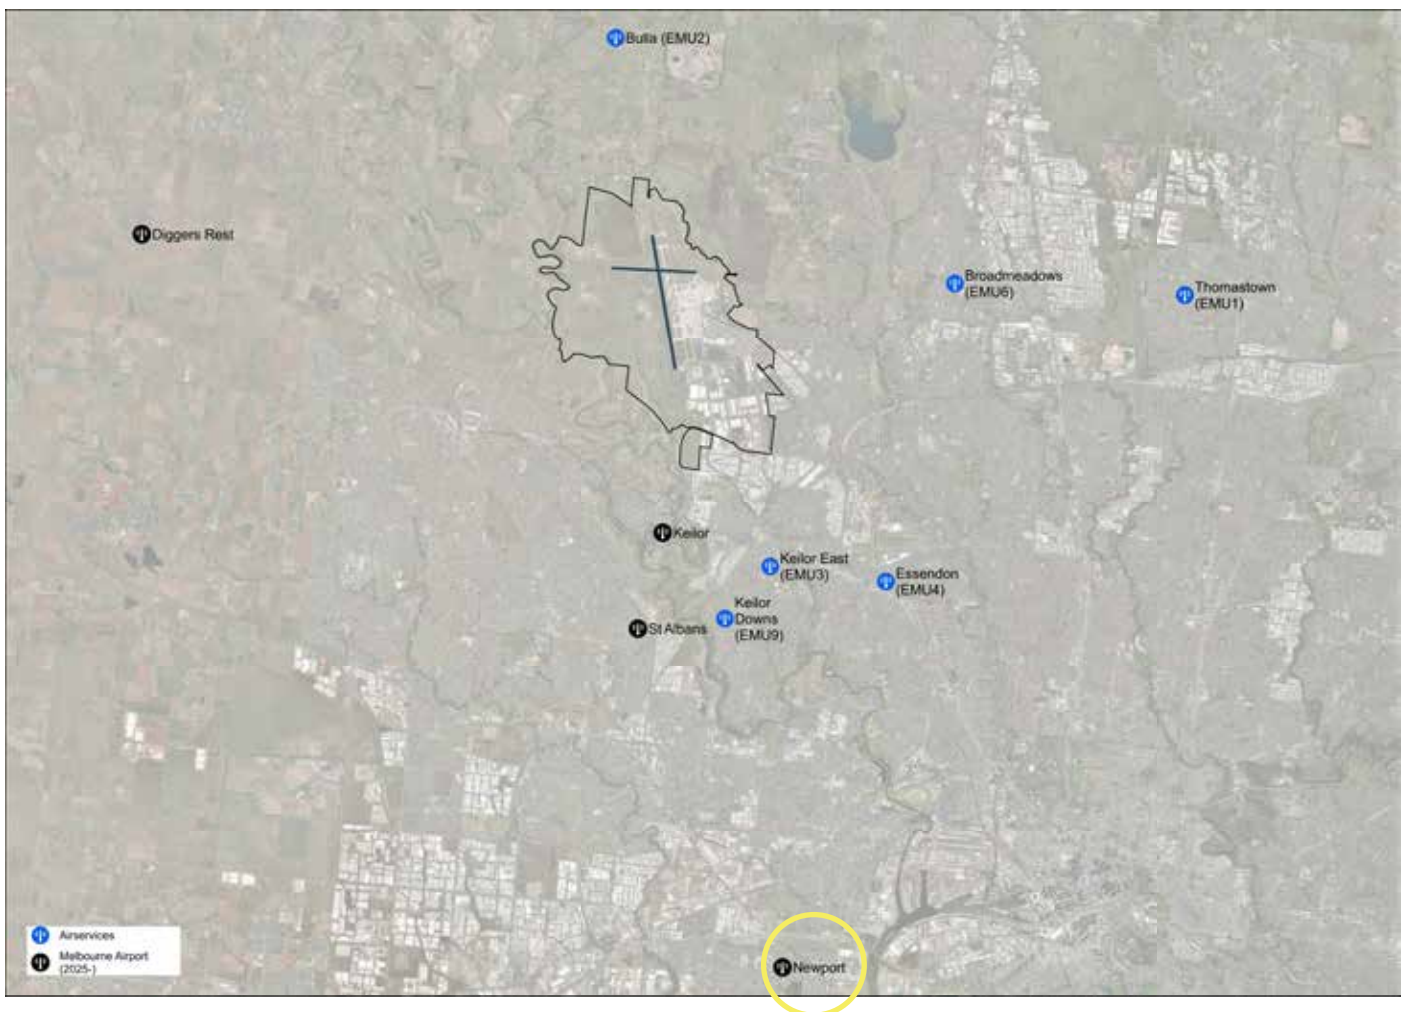 Bulla (EMU2)
Diggers Rest
Broadmeadows
(EMU6)
Thomastown
(EMU1)
Keilor
Keilor East
(EMU3)
Essendon
(EMU4)
Keilor
Downs
(EMU9)
St Albans
Airservices
Melbourne Airport
(2025-)
Newport